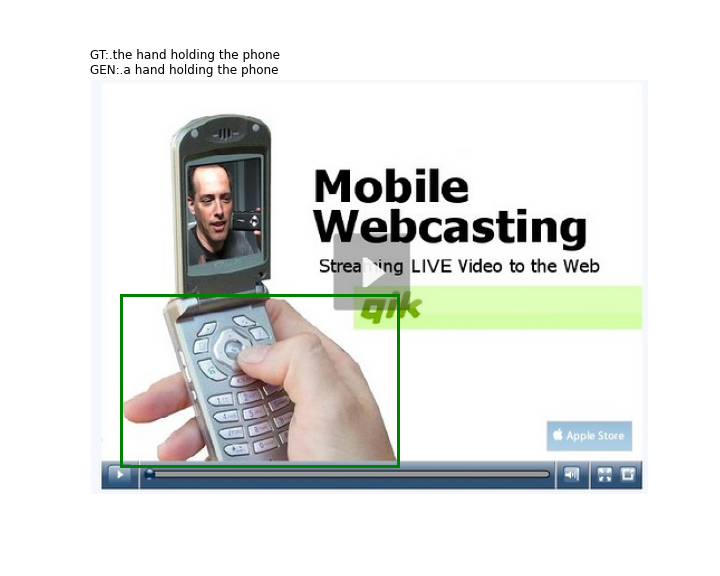 GT:.the hand holding the phone
GEN:.a hand holding the phone
Mobile
Webcasting
Streaming LIVE Video to the Web
qik
Apple Store